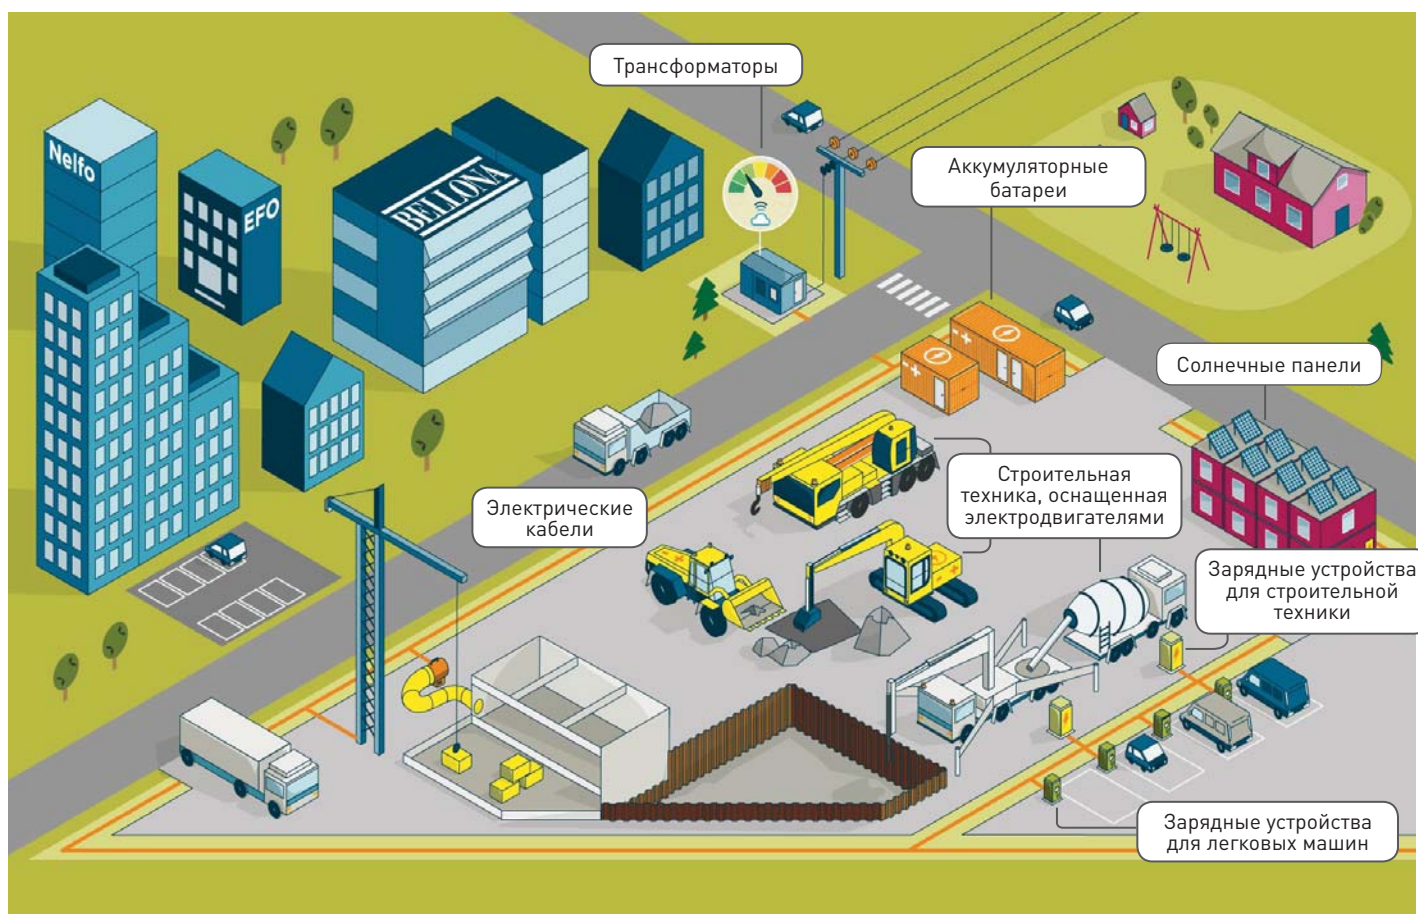 Трансформаторы
Nelfo
EFO
BELLONA
Аккумуляторные
батареи
Солнечные панели
Строительная
техника, оснащенная
электродвигателями
Электрические
кабели
Зарядные устройства
для строительной
техники
Зарядные устройства
для легковых машин